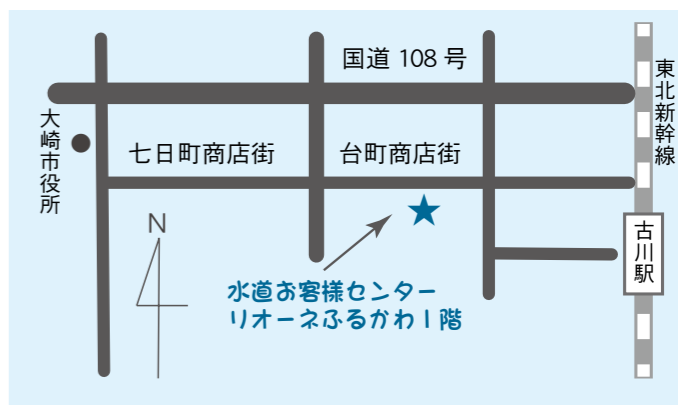 国道 108 号
東北新幹線
大崎市役所
七日町商店街
台町商店街
N
古川駅
水道お客様センター
リオーネふるかわ1階